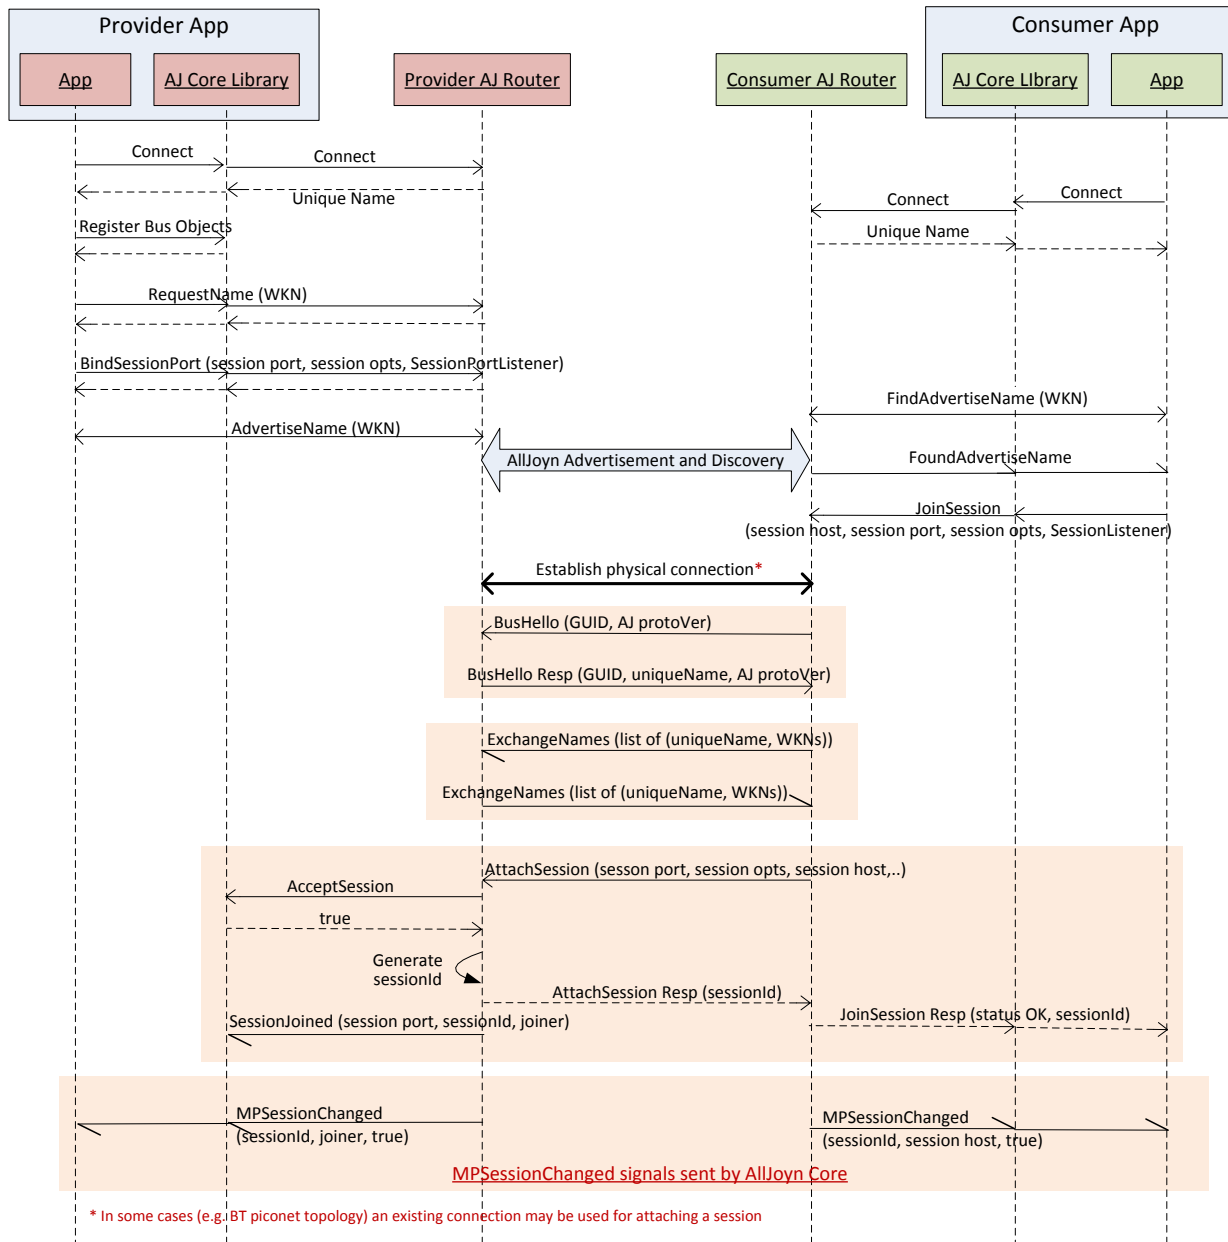 Provider App
Consumer App
App
AJ Core Library
Provider AJ Router
Consumer AJ Router
AJ Core LIbrary
App
Connect
Connect
Unique Name
Connect
Connect
Register Bus Objects
Unique Name
RequestName (WKN)
BindSessionPort (session port, session opts, SessionPortListener)
FindAdvertiseName (WKN)
AdvertiseName (WKN)
AllJoyn Advertisement and Discovery
FoundAdvertiseName
JoinSession
(session host, session port, session opts, SessionListener)
Establish physical connection*
BusHello (GUID, AJ protoVer)
BusHello Resp (GUID, uniqueName, AJ protoVer)
ExchangeNames (list of (uniqueName, WKNs))
ExchangeNames (list of (uniqueName, WKNs))
AttachSession (sesson port, session opts, session host,..)
AcceptSession
true
Generate
sessionId
AttachSession Resp (sessionId)
SessionJoined (session port, sessionId, joiner)
JoinSession Resp (status OK, sessionId)
MPSessionChanged
(sessionId, joiner, true)
MPSessionChanged
(sessionId, session host, true)
MPSessionChanged signals sent by AllJoyn Core
* In some cases (e.g. BT piconet topology) an existing connection may be used for attaching a session